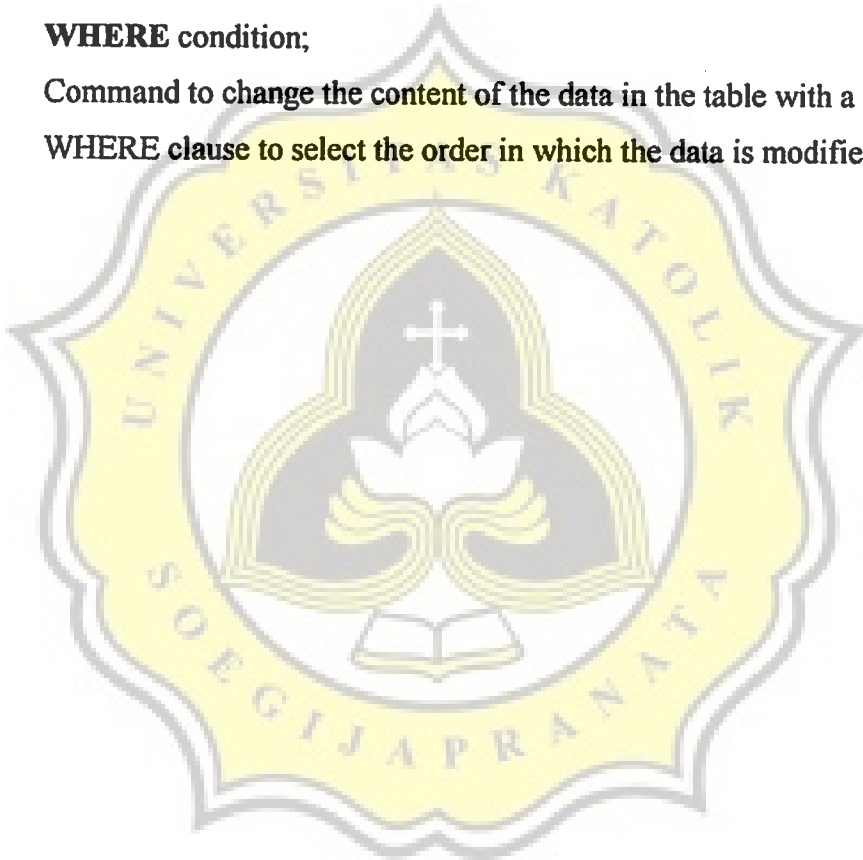 WHERE condition;
Command to change the content of the data in the table with a
WHERE clause to select the order in which the data is modifie
UNIVERSITAS KATOLIK
SOEGIJAPRANATA